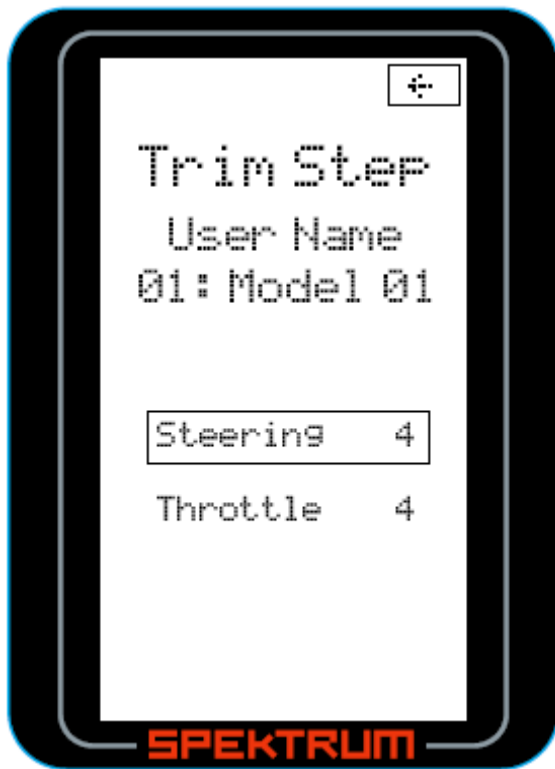 Trim Step
User Name
01: Model 01
Steering 4
Throttle 4
SPEKTRUM